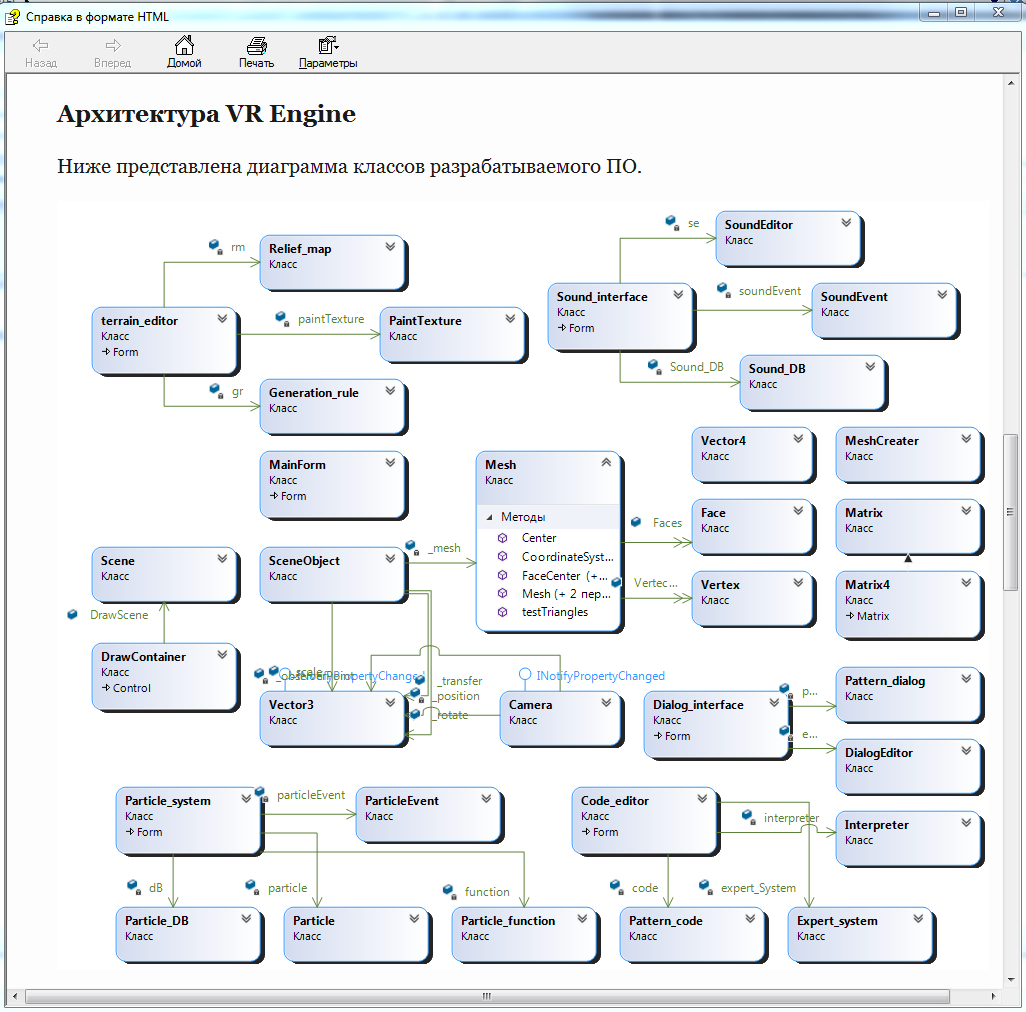 Справка в формате HTML
Назад
Вперед
Домой
Печать
Параметры
Архитектура VR Engine
Ниже представлена диаграмма классов разрабатываемого ПО.
se
SoundEditor
Класс
rm
Relief_map
Класс
soundEvent
Sound_interface
Класс
Form
SoundEvent
Класс
terrain_editor
Класс
Form
paintTexture
PaintTexture
Класс
Sound_DB
Sound_DB
Класс
gr
Generation_rule
Класс
Vector4
Класс
MeshCreater
Класс
MainForm
Класс
Form
Mesh
Класс
Методы
Center
CoordinateSyst...
FaceCenter (+...
Mesh (+ 2 пер...
testTriangles
Faces
Face
Класс
Matrix
Класс
_mesh
Scene
Класс
SceneObject
Класс
Vertec...
Vertex
Класс
Matrix4
Класс
Matrix
DrawScene
DrawContainer
Класс
Control
INotifyPropertyChanged
_transfer
_position
_rotate
Vector3
Класс
Camera
Класс
Dialog_interface
Класс
Form
p...
Pattern_dialog
Класс
e...
DialogEditor
Класс
Particle_system
Класс
Form
particleEvent
ParticleEvent
Класс
Code_editor
Класс
Form
interpreter
Interpreter
Класс
dB
particle
function
code
expert_System
Particle_DB
Класс
Particle
Класс
Particle_function
Класс
Pattern_code
Класс
Expert_system
Класс